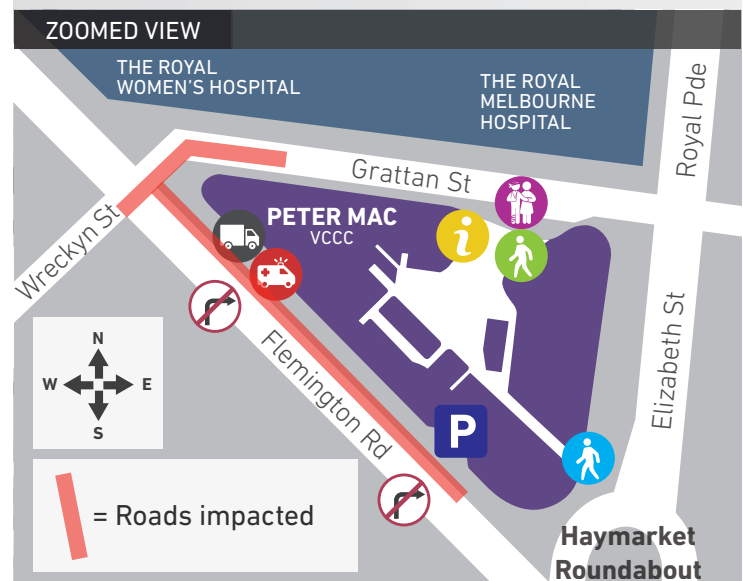 ZOOMED VIEW
THE ROYAL
WOMEN'S HOSPITAL
THE ROYAL
MELBOURNE
HOSPITAL
Royal Pde
Grattan St
PETER MAC
VCCC
i
Wreckyn St
Flemington Rd
Elizabeth St
N
W
E
S
P
= Roads impacted
Haymarket
Roundabout